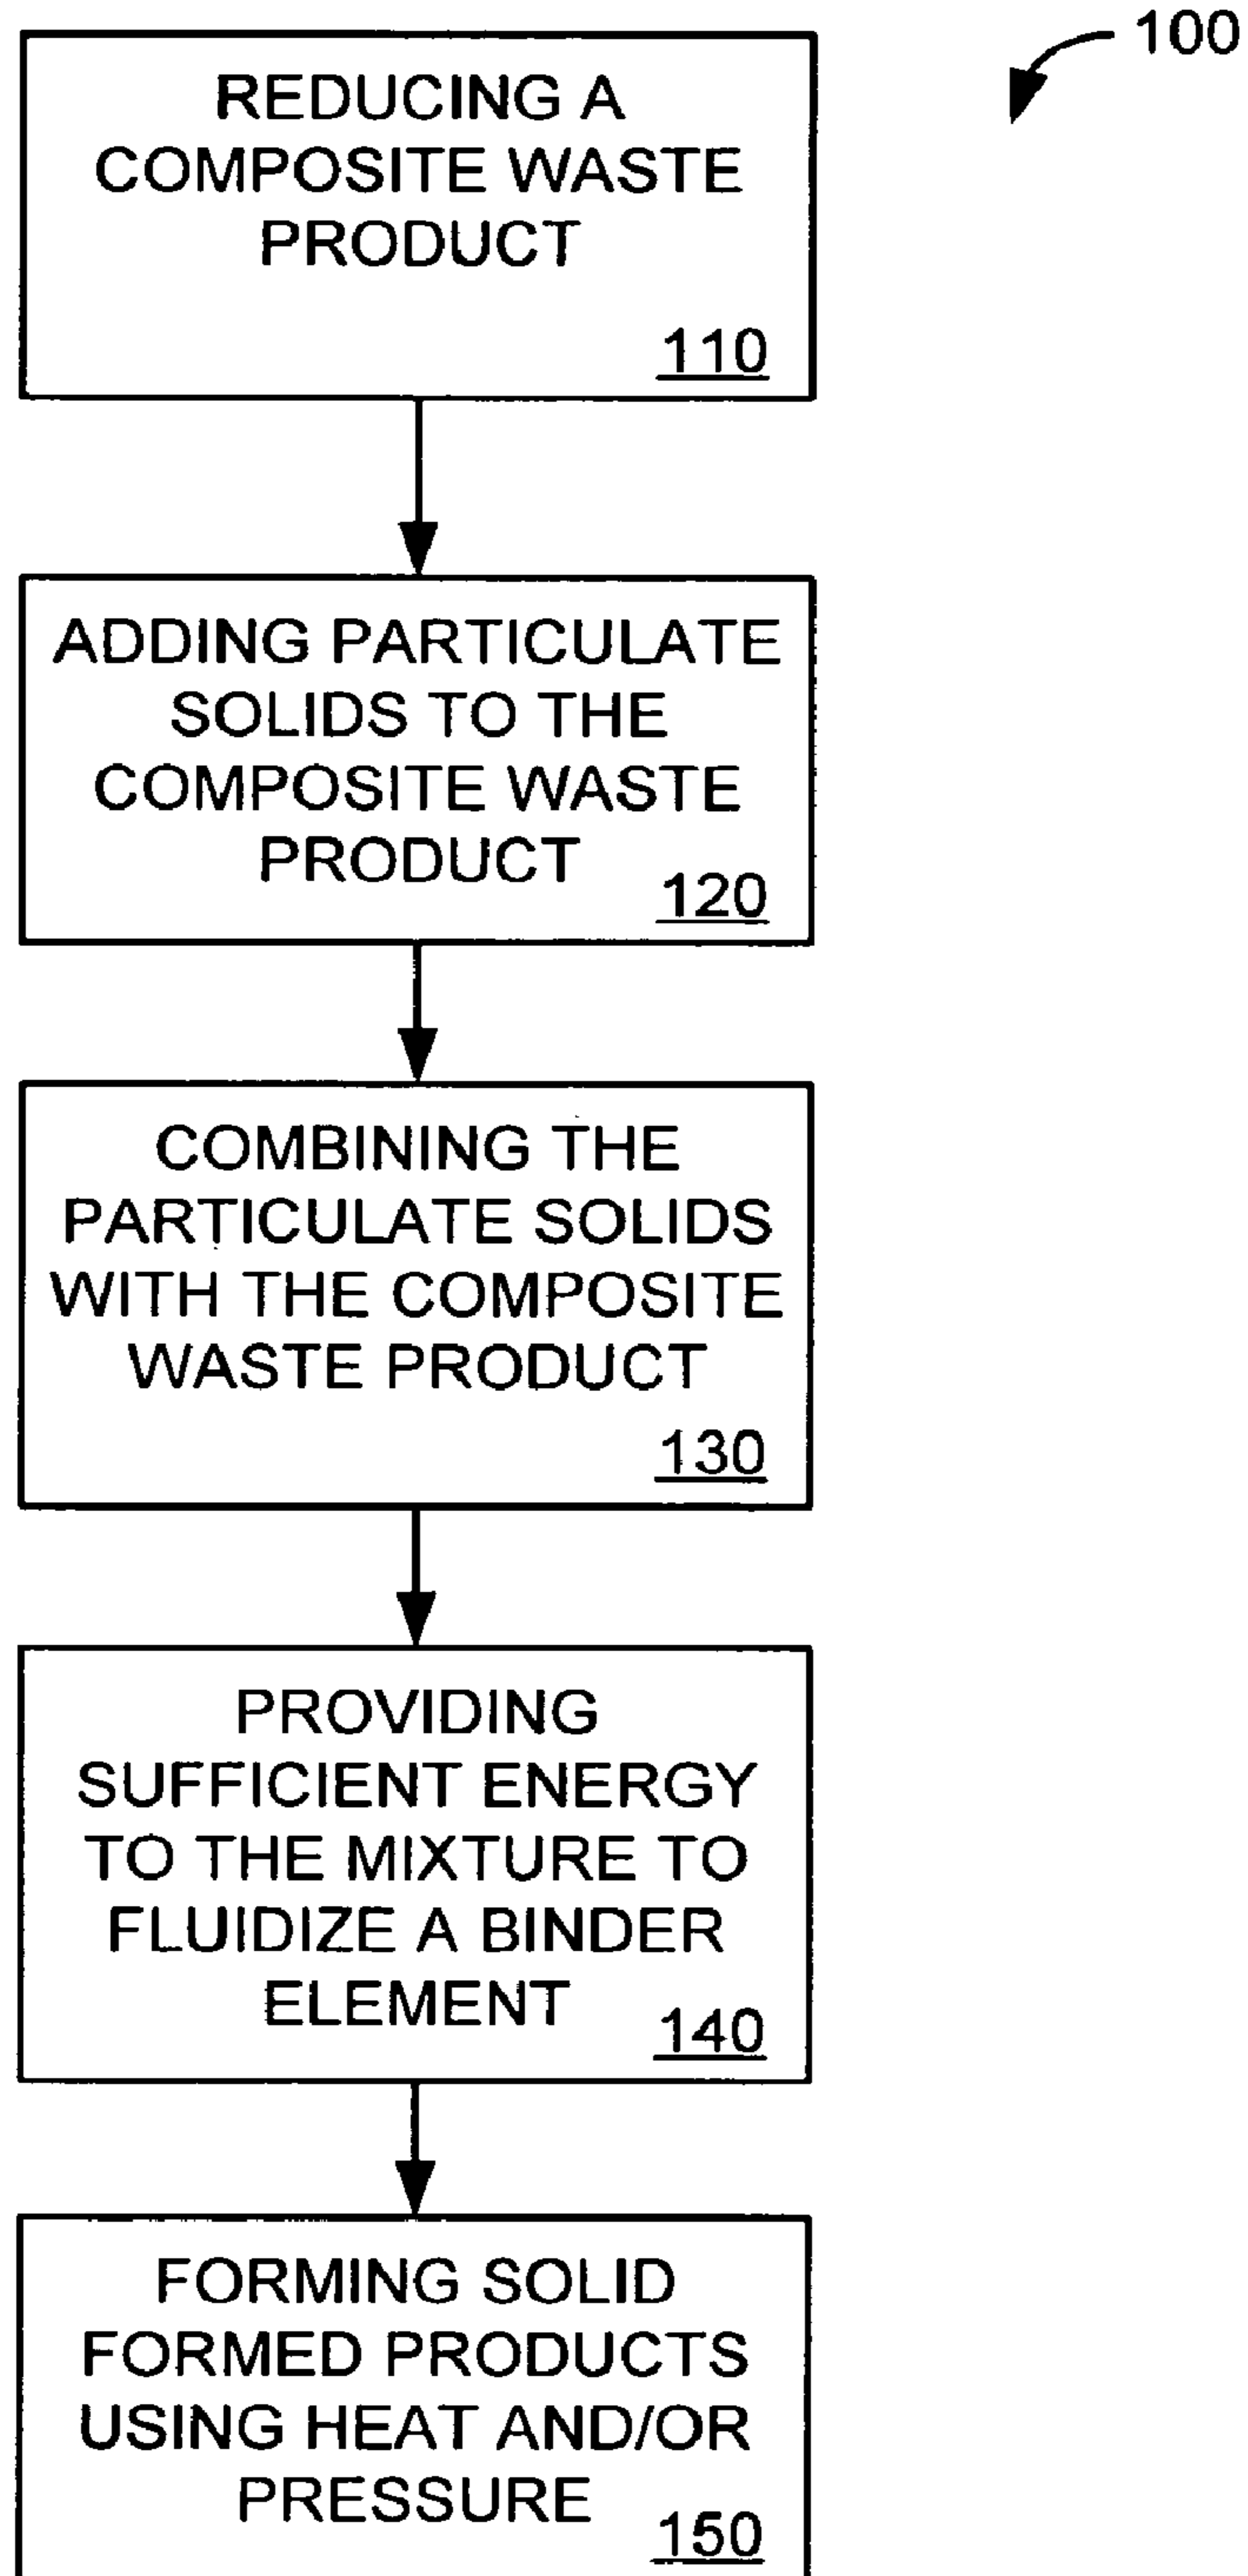 100
REDUCING A
COMPOSITE WASTE
PRODUCT
110
ADDING PARTICULATE
SOLIDS TO THE
COMPOSITE WASTE
PRODUCT
120
COMBINING THE
PARTICULATE SOLIDS
WITH THE COMPOSITE
WASTE PRODUCT
130
PROVIDING
SUFFICIENT ENERGY
TO THE MIXTURE TO
FLUIDIZE A BINDER
ELEMENT
140
FORMING SOLID
FORMED PRODUCTS
USING HEAT AND/OR
PRESSURE
150